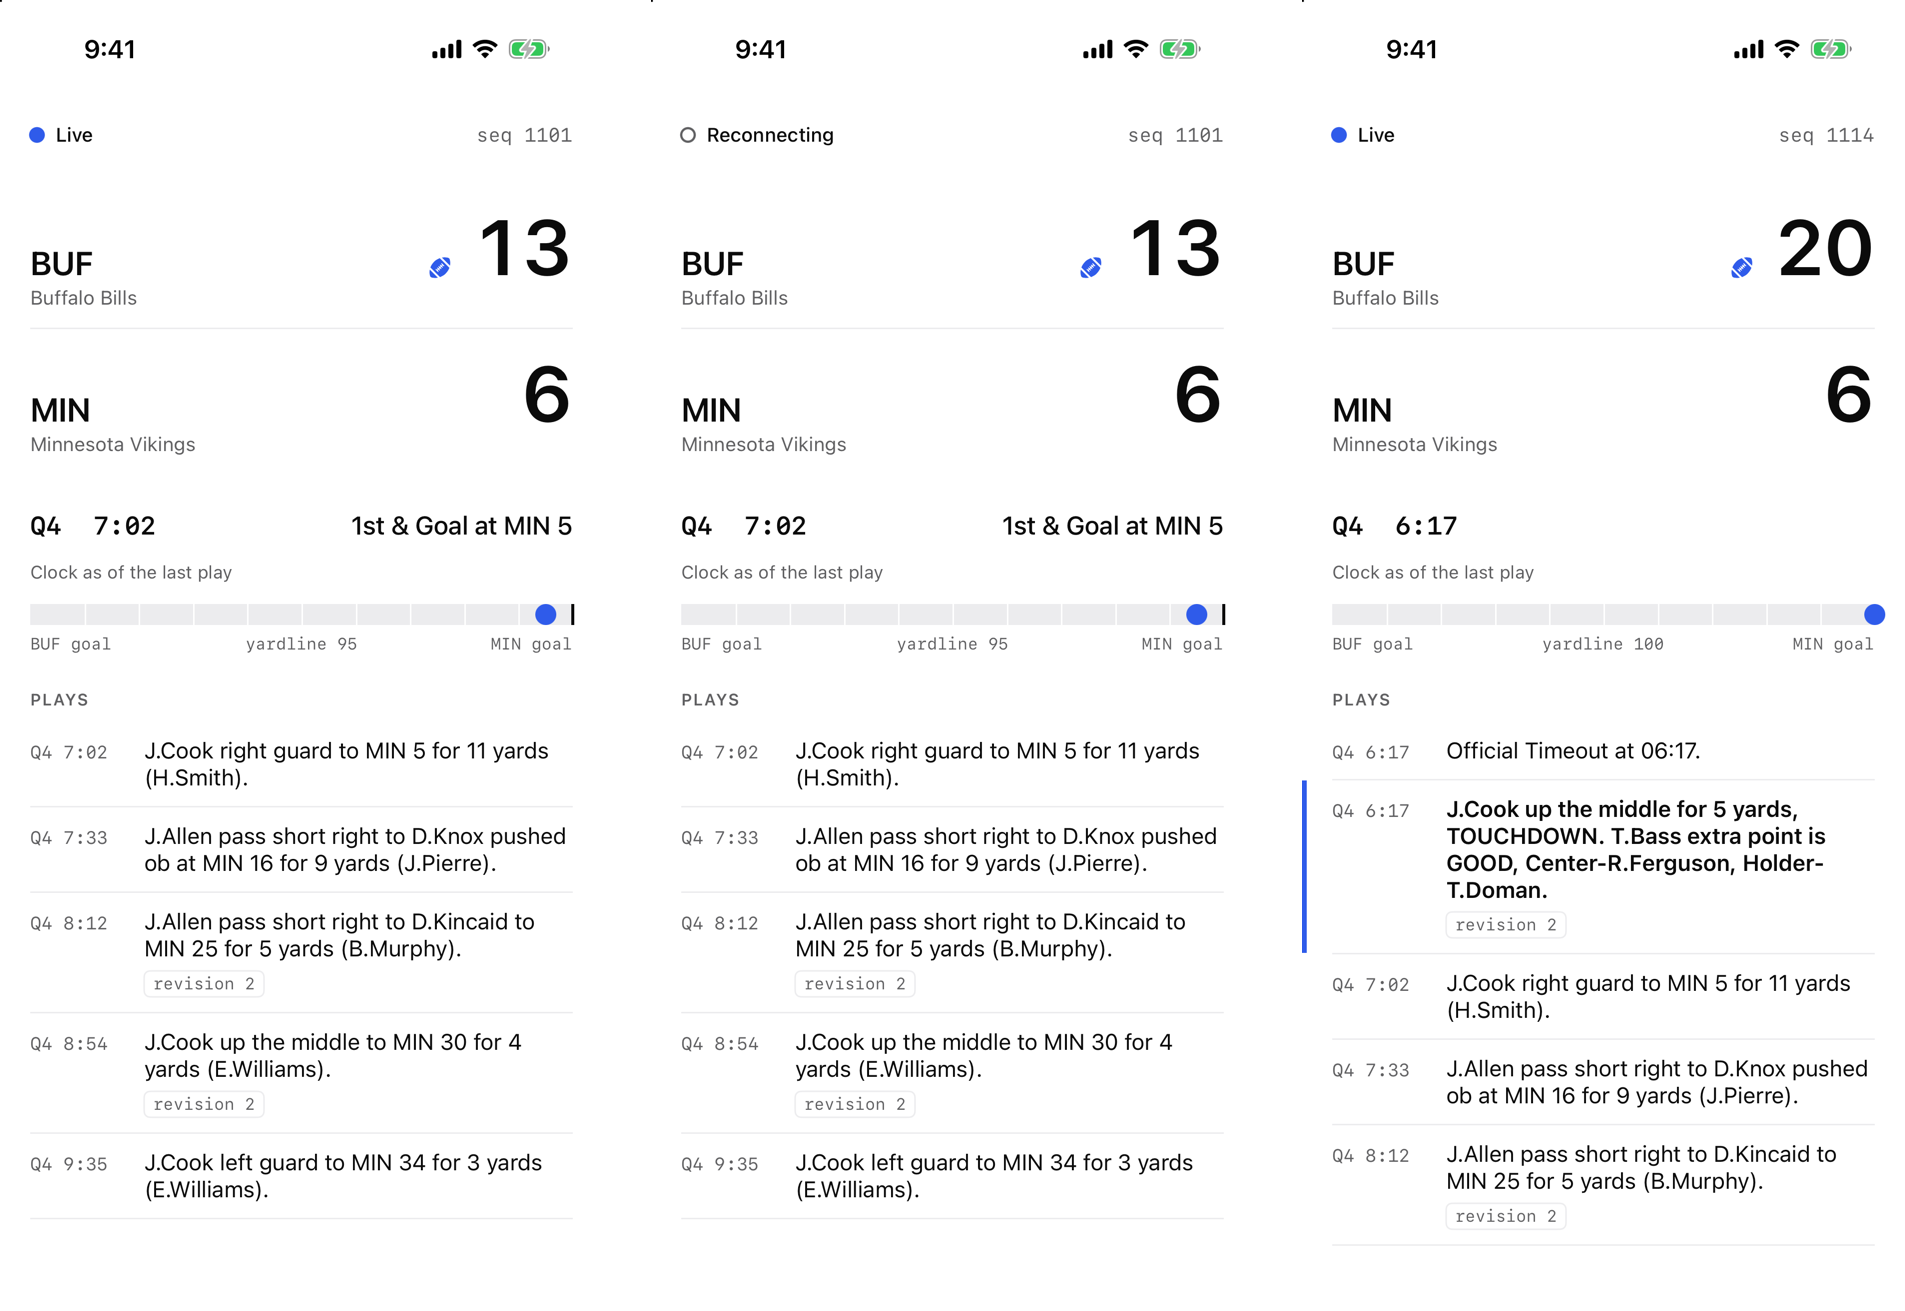 9:41
Live
seq 1101
BUF
13
Buffalo Bills
MIN
6
Minnesota Vikings
Q4 7:02
1st & Goal at MIN 5
Clock as of the last play
BUF goal
yardline 95
MIN goal
PLAYS
Q4 7:02
J.Cook right guard to MIN 5 for 11 yards
(H.Smith).
Q4 7:33
J.Allen pass short right to D.Knox pushed
ob at MIN 16 for 9 yards (J.Pierre).
Q4 8:12
J.Allen pass short right to D.Kincaid to
MIN 25 for 5 yards (B.Murphy).
revision 2
Q4 8:54
J.Cook up the middle to MIN 30 for 4
yards (E.Williams).
revision 2
Q4 9:35
J.Cook left guard to MIN 34 for 3 yards
(E.Williams).
9:41
Reconnecting
seq 1101
BUF
13
Buffalo Bills
MIN
6
Minnesota Vikings
Q4 7:02
1st & Goal at MIN 5
Clock as of the last play
BUF goal
yardline 95
MIN goal
PLAYS
Q4 7:02
J.Cook right guard to MIN 5 for 11 yards
(H.Smith).
Q4 7:33
J.Allen pass short right to D.Knox pushed
ob at MIN 16 for 9 yards (J.Pierre).
Q4 8:12
J.Allen pass short right to D.Kincaid to
MIN 25 for 5 yards (B.Murphy).
revision 2
Q4 8:54
J.Cook up the middle to MIN 30 for 4
yards (E.Williams).
revision 2
Q4 9:35
J.Cook left guard to MIN 34 for 3 yards
(E.Williams).
9:41
Live
seq 1114
BUF
20
Buffalo Bills
MIN
6
Minnesota Vikings
Q4 6:17
Clock as of the last play
BUF goal
yardline 100
MIN goal
PLAYS
Q4 6:17
Official Timeout at 06:17.
Q4 6:17
J.Cook up the middle for 5 yards,
TOUCHDOWN. T.Bass extra point is
GOOD, Center-R.Ferguson, Holder-
T.Doman.
revision 2
Q4 7:02
J.Cook right guard to MIN 5 for 11 yards
(H.Smith).
Q4 7:33
J.Allen pass short right to D.Knox pushed
ob at MIN 16 for 9 yards (J.Pierre).
Q4 8:12
J.Allen pass short right to D.Kincaid to
MIN 25 for 5 yards (B.Murphy).
revision 2